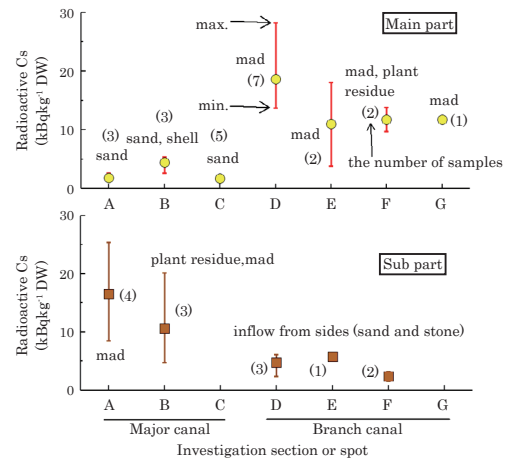 Radioactive Cs
(kBqkg-1 DW)
30
20
10
0
Main part
max.
mad
(7)
min.
(3)
sand
(3)
sand, shell
(5)
sand
mad
(2)
mad, plant
residue
(2)
mad
(1)
the number of samples
A B C D E F G
Radioactive Cs
(kBqkg-1 DW)
30
20
10
0
Sub part
plant residue,mad
(4)
mad
(3)
inflow from sides (sand and stone)
(3)
(1)
(2)
A B C D E F G
Major canal Branch canal
Investigation section or spot